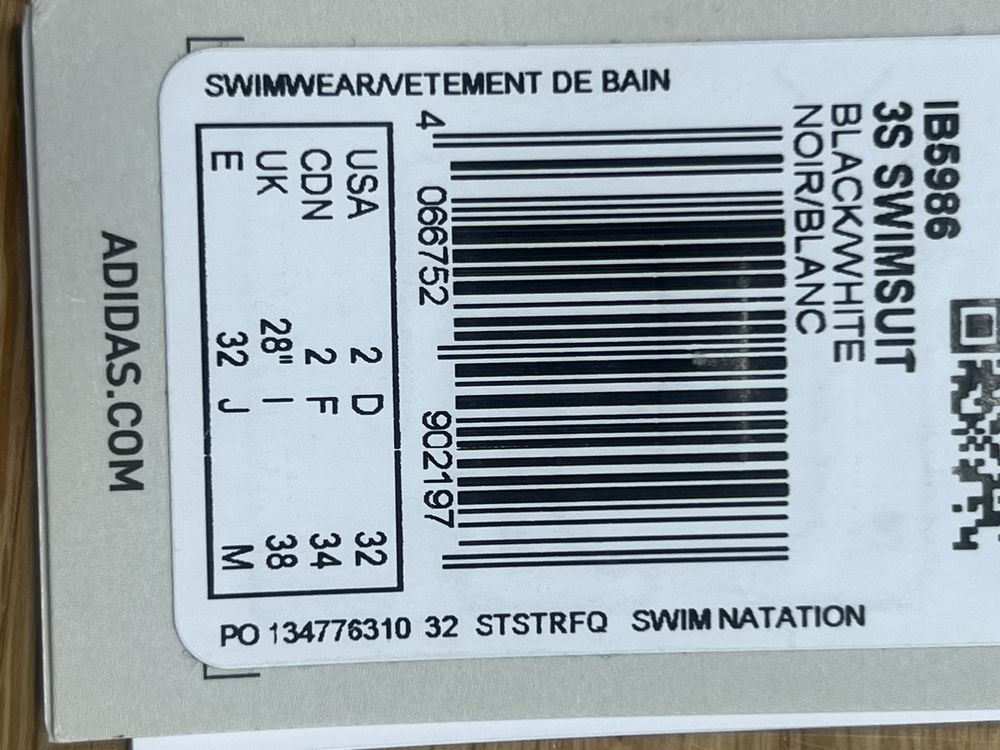 IB5986
3S SWIMSUIT
BLACK/WHITE
NOIR/BLANC
4 066752 902197
USA 2 D 32
CDN 2 F 34
UK 28" I 38
E 32 J M
SWIMWEAR/VETEMENT DE BAIN
PO 134776310 32 STSTRFQ SWIM NATATION
ADIDAS.COM